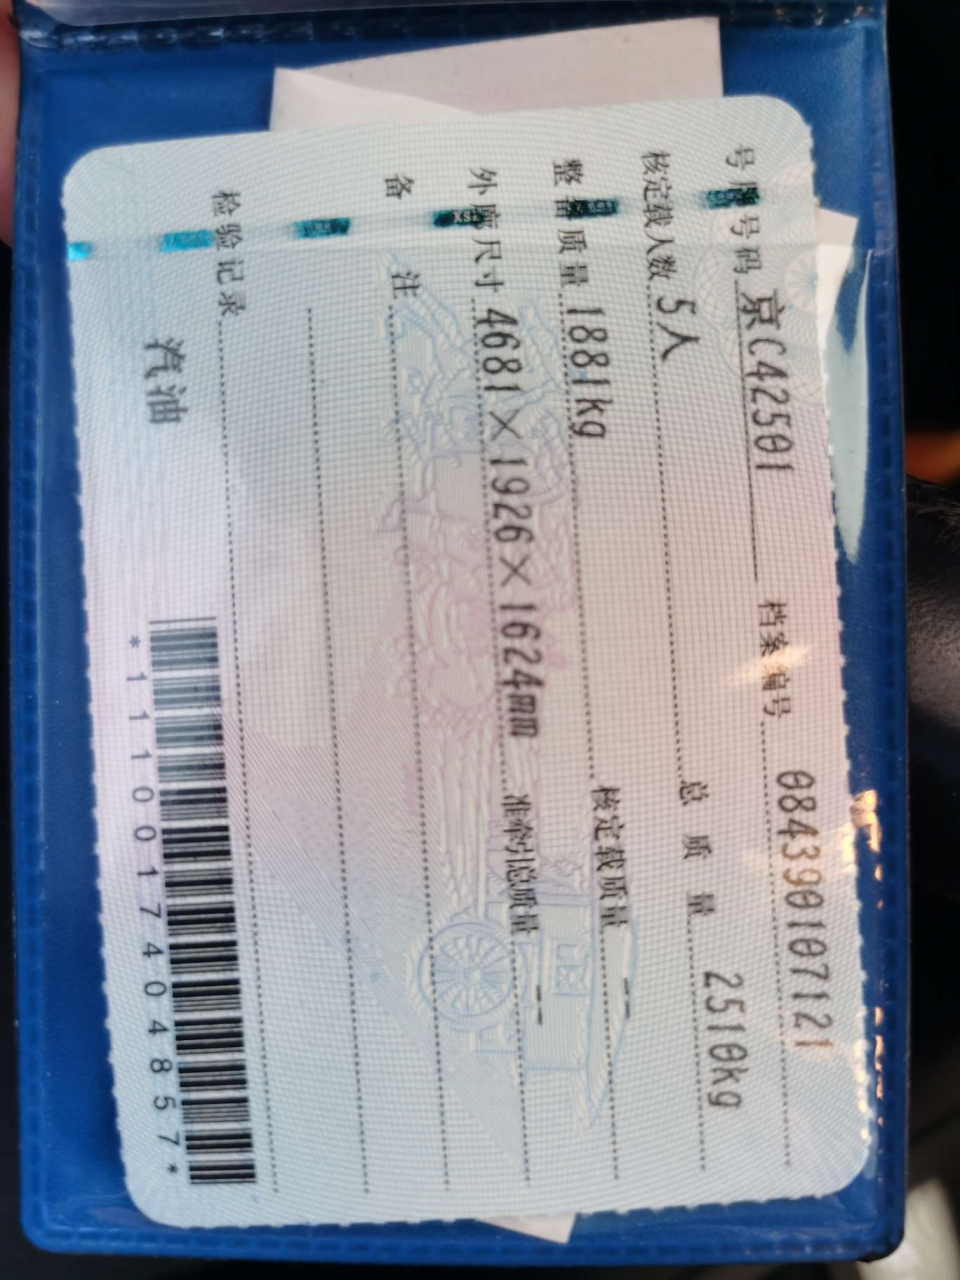 号牌号码 京C42501 档案编号 084390107121
核定载人数 5人 总质量 2510kg
整备质量 1881kg 核定载质量 --
外廓尺寸 4681×1926×1624mm 准牵引总质量 --
备注
检验记录
汽油
*1110017404857*